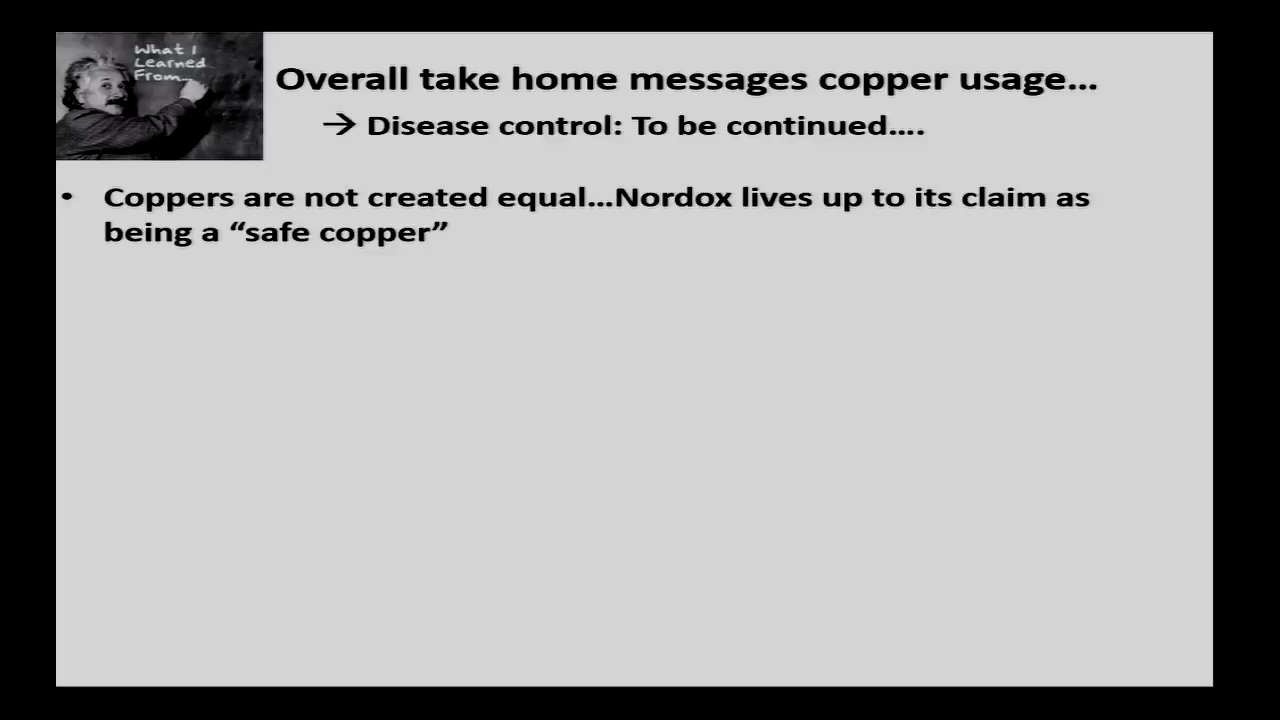 What I
Learned
From...
Overall take home messages copper usage...
→ Disease control: To be continued....
• Coppers are not created equal...Nordox lives up to its claim as
being a “safe copper”